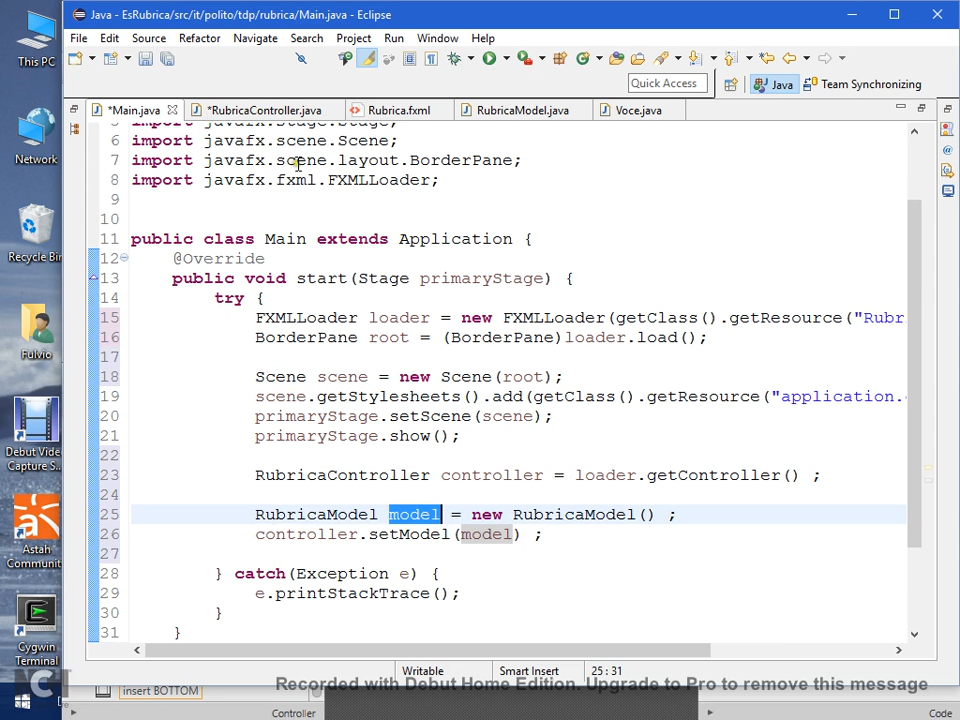 Java - EsRubrica/src/it/polito/tdp/rubrica/Main.java - Eclipse
This PC
File Edit Source Refactor Navigate Search Project Run Window Help
Quick Access
Java
Team Synchronizing
*Main.java
*RubricaController.java
Rubrica.fxml
RubricaModel.java
Voce.java
Network
Recycle Bin
Fulvio
Debut Video
Capture S...
Astah
Communit
Cygwin
Terminal
5 import javafx.stage.Stage;
6 import javafx.scene.Scene;
7 import javafx.scene.layout.BorderPane;
8 import javafx.fxml.FXMLLoader;
9
10
11 public class Main extends Application {
12 @Override
13 public void start(Stage primaryStage) {
14 try {
15 FXMLLoader loader = new FXMLLoader(getClass().getResource("Rubr
16 BorderPane root = (BorderPane)loader.load();
17
18 Scene scene = new Scene(root);
19 scene.getStylesheets().add(getClass().getResource("application.
20 primaryStage.setScene(scene);
21 primaryStage.show();
22
23 RubricaController controller = loader.getController() ;
24
25 RubricaModel model = new RubricaModel() ;
26 controller.setModel(model) ;
27
28 } catch(Exception e) {
29 e.printStackTrace();
30 }
31 }
Writable
Smart Insert
25 : 31
Recorded with Debut Home Edition. Upgrade to Pro to remove this message
insert BOTTOM
Controller
Code